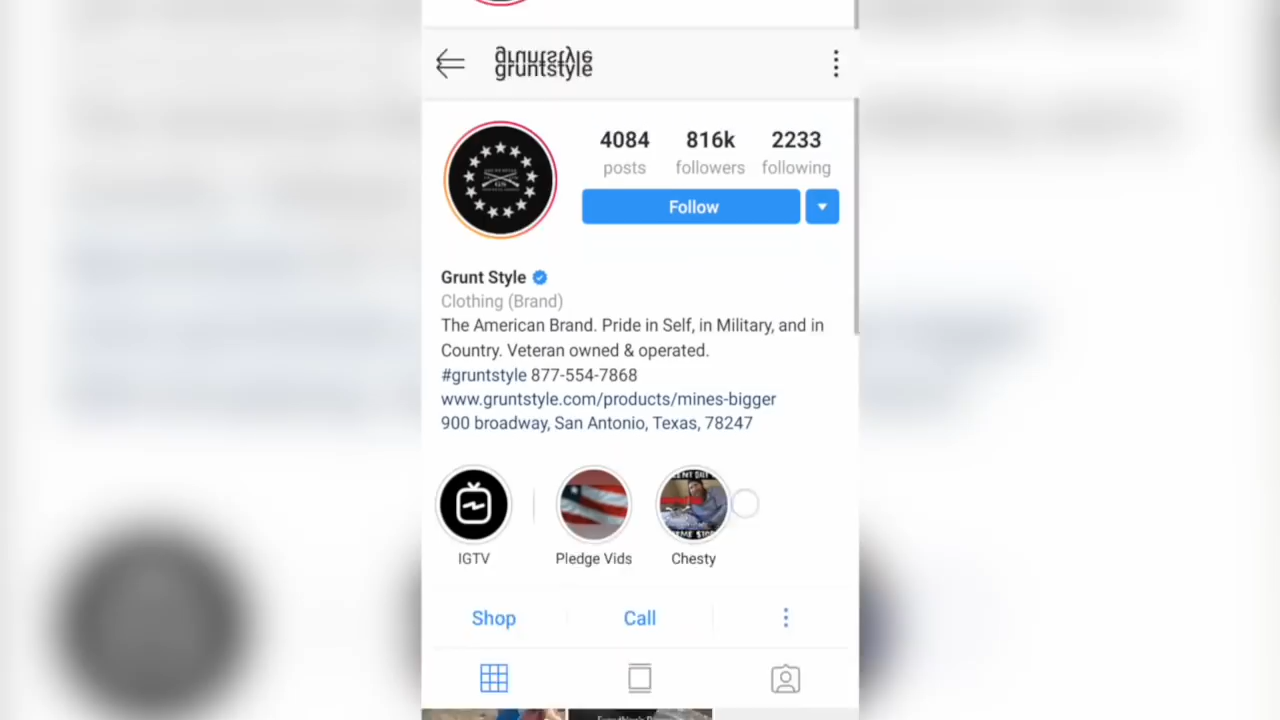 gruntstyle
4084 816k 2233
posts followers following
Follow
Grunt Style
Clothing (Brand)
The American Brand. Pride in Self, in Military, and in
Country. Veteran owned & operated.
#gruntstyle 877-554-7868
www.gruntstyle.com/products/mines-bigger
900 broadway, San Antonio, Texas, 78247
IGTV Pledge Vids Chesty
Shop Call